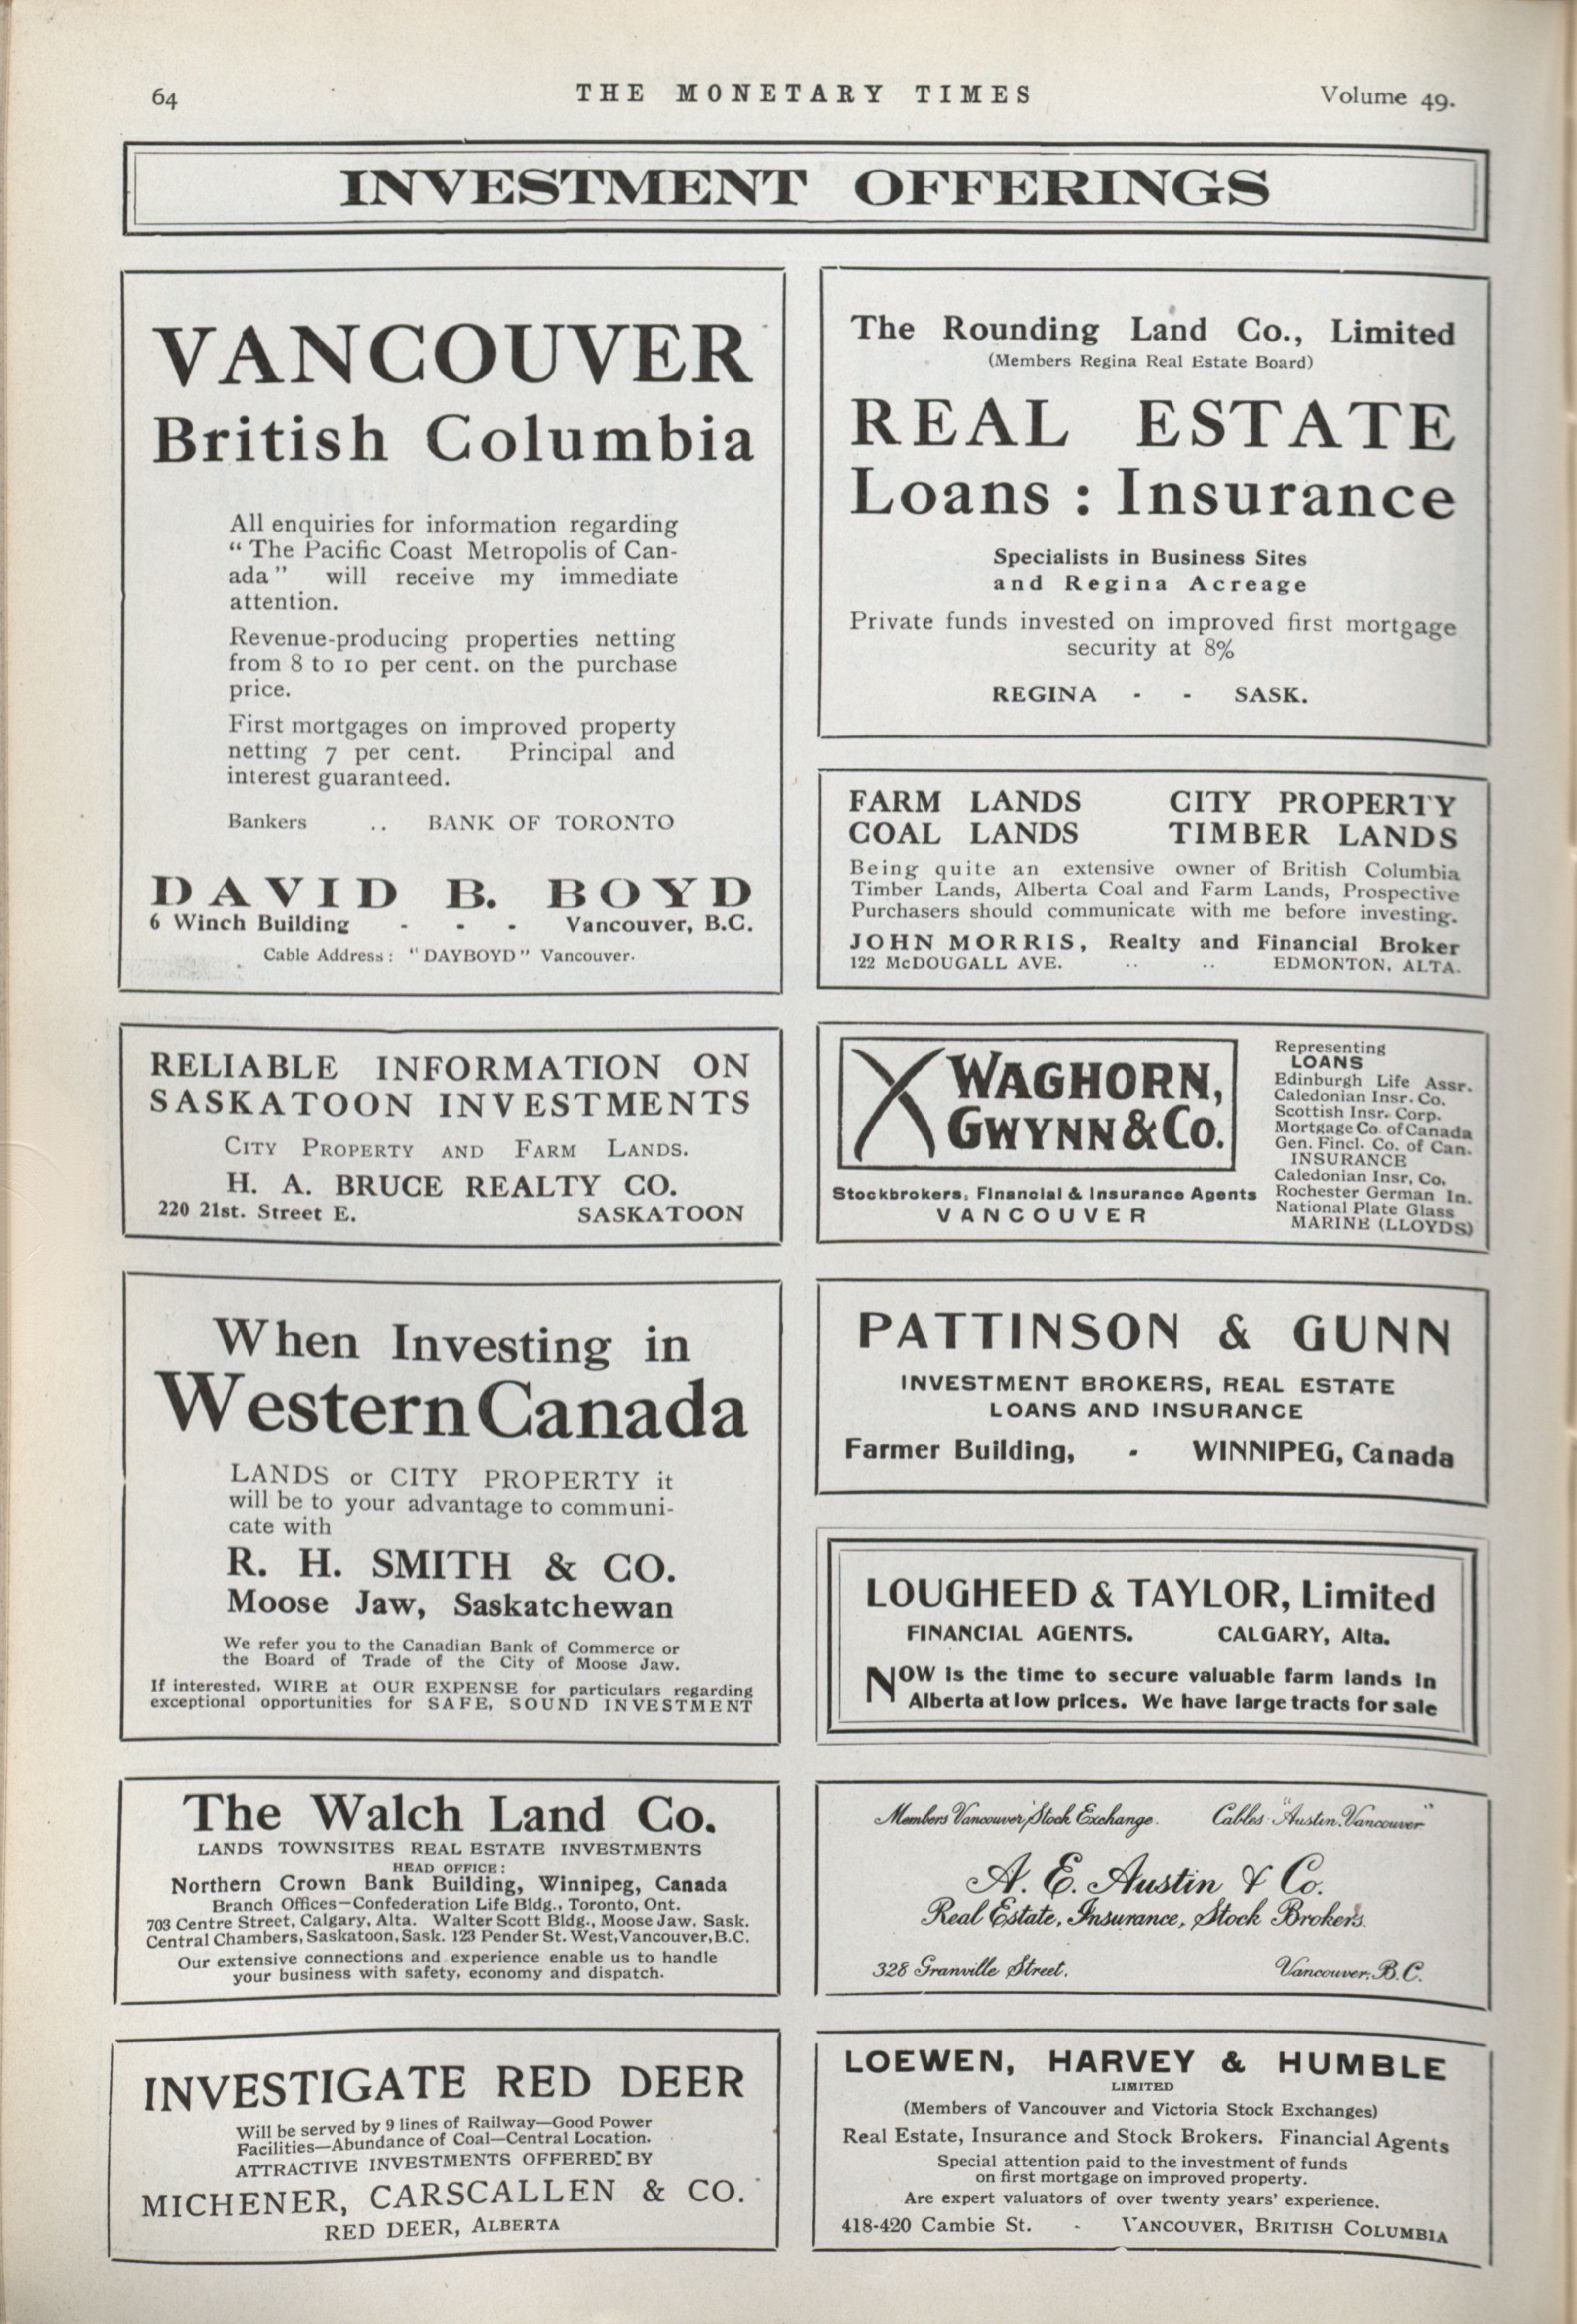 64
THE MONETARY TIMES
Volume 49.
INVESTMENT OFFERINGS
VANCOUVER
British Columbia
All enquiries for information regarding
“The Pacific Coast Metropolis of Can-
ada” will receive my immediate
attention.
Revenue-producing properties netting
from 8 to 10 per cent. on the purchase
price.
First mortgages on improved property
netting 7 per cent. Principal and
interest guaranteed.
Bankers .. BANK OF TORONTO
DAVID B. BOYD
6 Winch Building - - - Vancouver, B.C.
Cable Address: “DAYBOYD” Vancouver.
RELIABLE INFORMATION ON
SASKATOON INVESTMENTS
CITY PROPERTY AND FARM LANDS.
H. A. BRUCE REALTY CO.
220 21st. Street E. SASKATOON
When Investing in
Western Canada
LANDS or CITY PROPERTY it
will be to your advantage to communi-
cate with
R. H. SMITH & CO.
Moose Jaw, Saskatchewan
We refer you to the Canadian Bank of Commerce or
the Board of Trade of the City of Moose Jaw.
If interested, WIRE at OUR EXPENSE for particulars regarding
exceptional opportunities for SAFE, SOUND INVESTMENT
The Walch Land Co.
LANDS TOWNSITES REAL ESTATE INVESTMENTS
HEAD OFFICE:
Northern Crown Bank Building, Winnipeg, Canada
Branch Offices—Confederation Life Bldg., Toronto, Ont.
703 Centre Street, Calgary, Alta. Walter Scott Bldg., Moose Jaw, Sask.
Central Chambers, Saskatoon, Sask. 123 Pender St. West, Vancouver, B.C.
Our extensive connections and experience enable us to handle
your business with safety, economy and dispatch.
INVESTIGATE RED DEER
Will be served by 9 lines of Railway—Good Power
Facilities—Abundance of Coal—Central Location.
ATTRACTIVE INVESTMENTS OFFERED: BY
MICHENER, CARSCALLEN & CO.
RED DEER, ALBERTA
The Rounding Land Co., Limited
(Members Regina Real Estate Board)
REAL ESTATE
Loans : Insurance
Specialists in Business Sites
and Regina Acreage
Private funds invested on improved first mortgage
security at 8%
REGINA - - SASK.
FARM LANDS CITY PROPERTY
COAL LANDS TIMBER LANDS
Being quite an extensive owner of British Columbia
Timber Lands, Alberta Coal and Farm Lands, Prospective
Purchasers should communicate with me before investing.
JOHN MORRIS, Realty and Financial Broker
122 McDOUGALL AVE. .. .. EDMONTON, ALTA.
WAGHORN,
GWYNN & Co.
Stockbrokers, Financial & Insurance Agents
VANCOUVER
Representing
LOANS
Edinburgh Life Assr.
Caledonian Insr. Co.
Scottish Insr. Corp.
Mortgage Co. of Canada
Gen. Fincl. Co. of Can.
INSURANCE
Caledonian Insr, Co,
Rochester German In.
National Plate Glass
MARINE (LLOYDS)
PATTINSON & GUNN
INVESTMENT BROKERS, REAL ESTATE
LOANS AND INSURANCE
Farmer Building, - WINNIPEG, Canada
LOUGHEED & TAYLOR, Limited
FINANCIAL AGENTS. CALGARY, Alta.
NOW is the time to secure valuable farm lands in
Alberta at low prices. We have large tracts for sale
Members Vancouver Stock Exchange. Cables: "Austin. Vancouver"
A. E. Austin & Co.
Real Estate, Insurance, Stock Brokers.
328 Granville Street. Vancouver, B.C.
LOEWEN, HARVEY & HUMBLE
LIMITED
(Members of Vancouver and Victoria Stock Exchanges)
Real Estate, Insurance and Stock Brokers. Financial Agents
Special attention paid to the investment of funds
on first mortgage on improved property.
Are expert valuators of over twenty years’ experience.
418-420 Cambie St. - VANCOUVER, BRITISH COLUMBIA